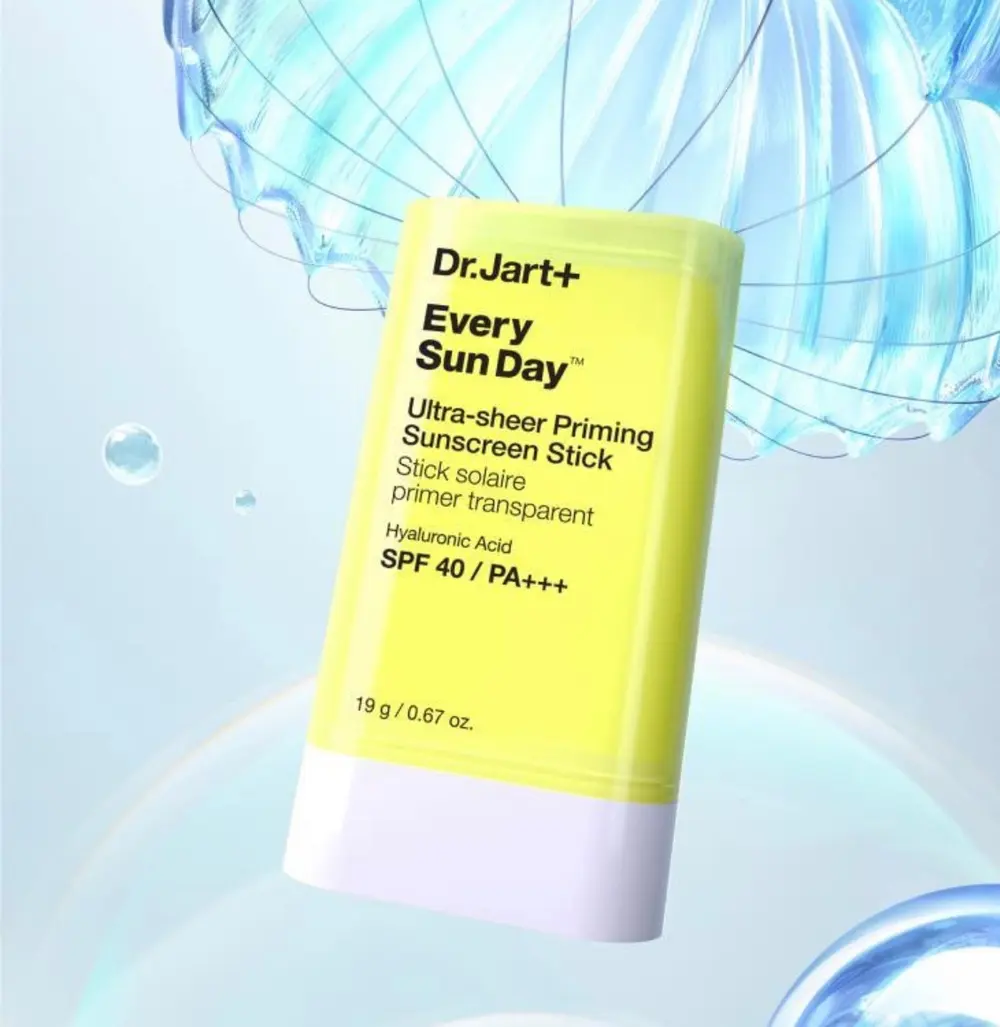 Dr.Jart+
Every
Sun Day™
Ultra-sheer Priming
Sunscreen Stick
Stick solaire
primer transparent
Hyaluronic Acid
SPF 40 / PA+++
19 g / 0.67 oz.